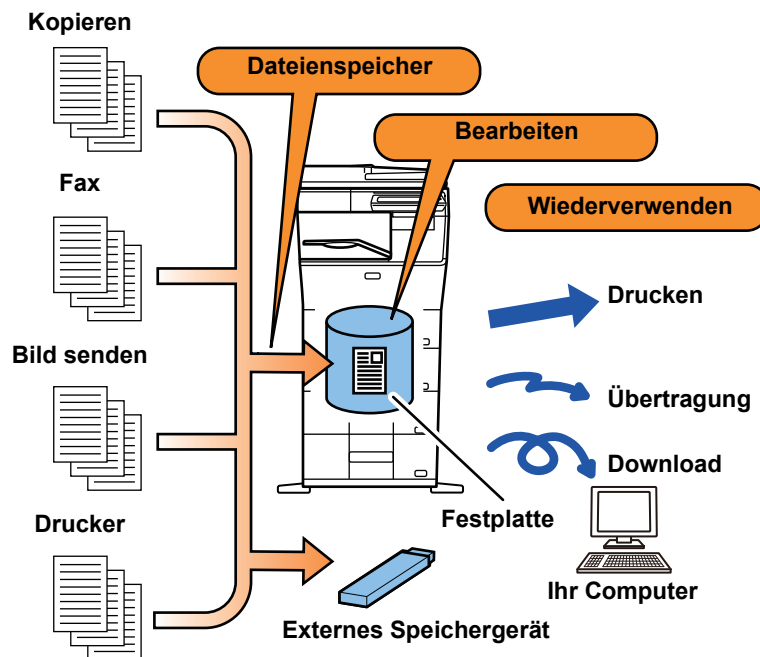 Kopieren
Dateienspeicher
Bearbeiten
Fax
Wiederverwenden
Drucken
Bild senden
Übertragung
Download
Drucker
Festplatte
Ihr Computer
Externes Speichergerät